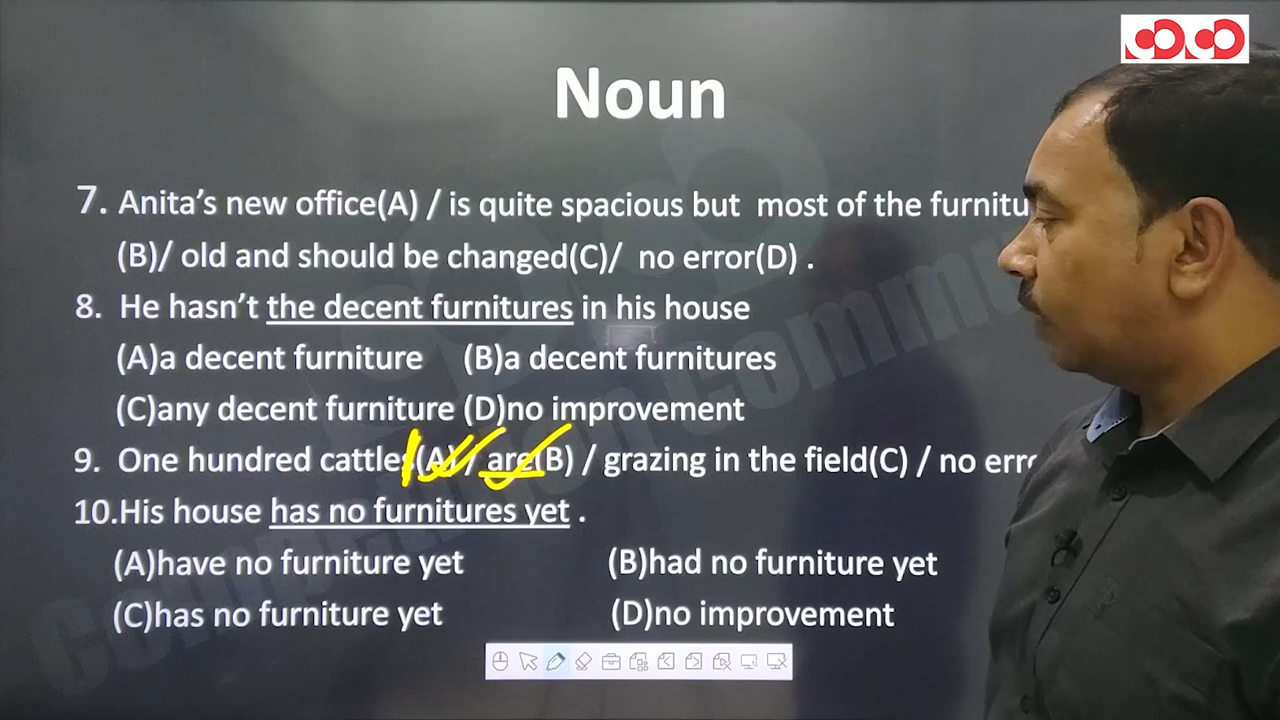 Noun
7. Anita's new office(A) / is quite spacious but most of the
(B)/ old and should be changed(C)/ no error(D) .
8. He hasn't the decent furnitures in his house
(A)a decent furniture (B)a decent furnitures
(C)any decent furniture (D)no improvement
9. One hundred cattles(A) / are(B) / grazing in the field(C) / no
10.His house has no furnitures yet .
(A)have no furniture yet (B)had no furniture yet
(C)has no furniture yet (D)no improvement